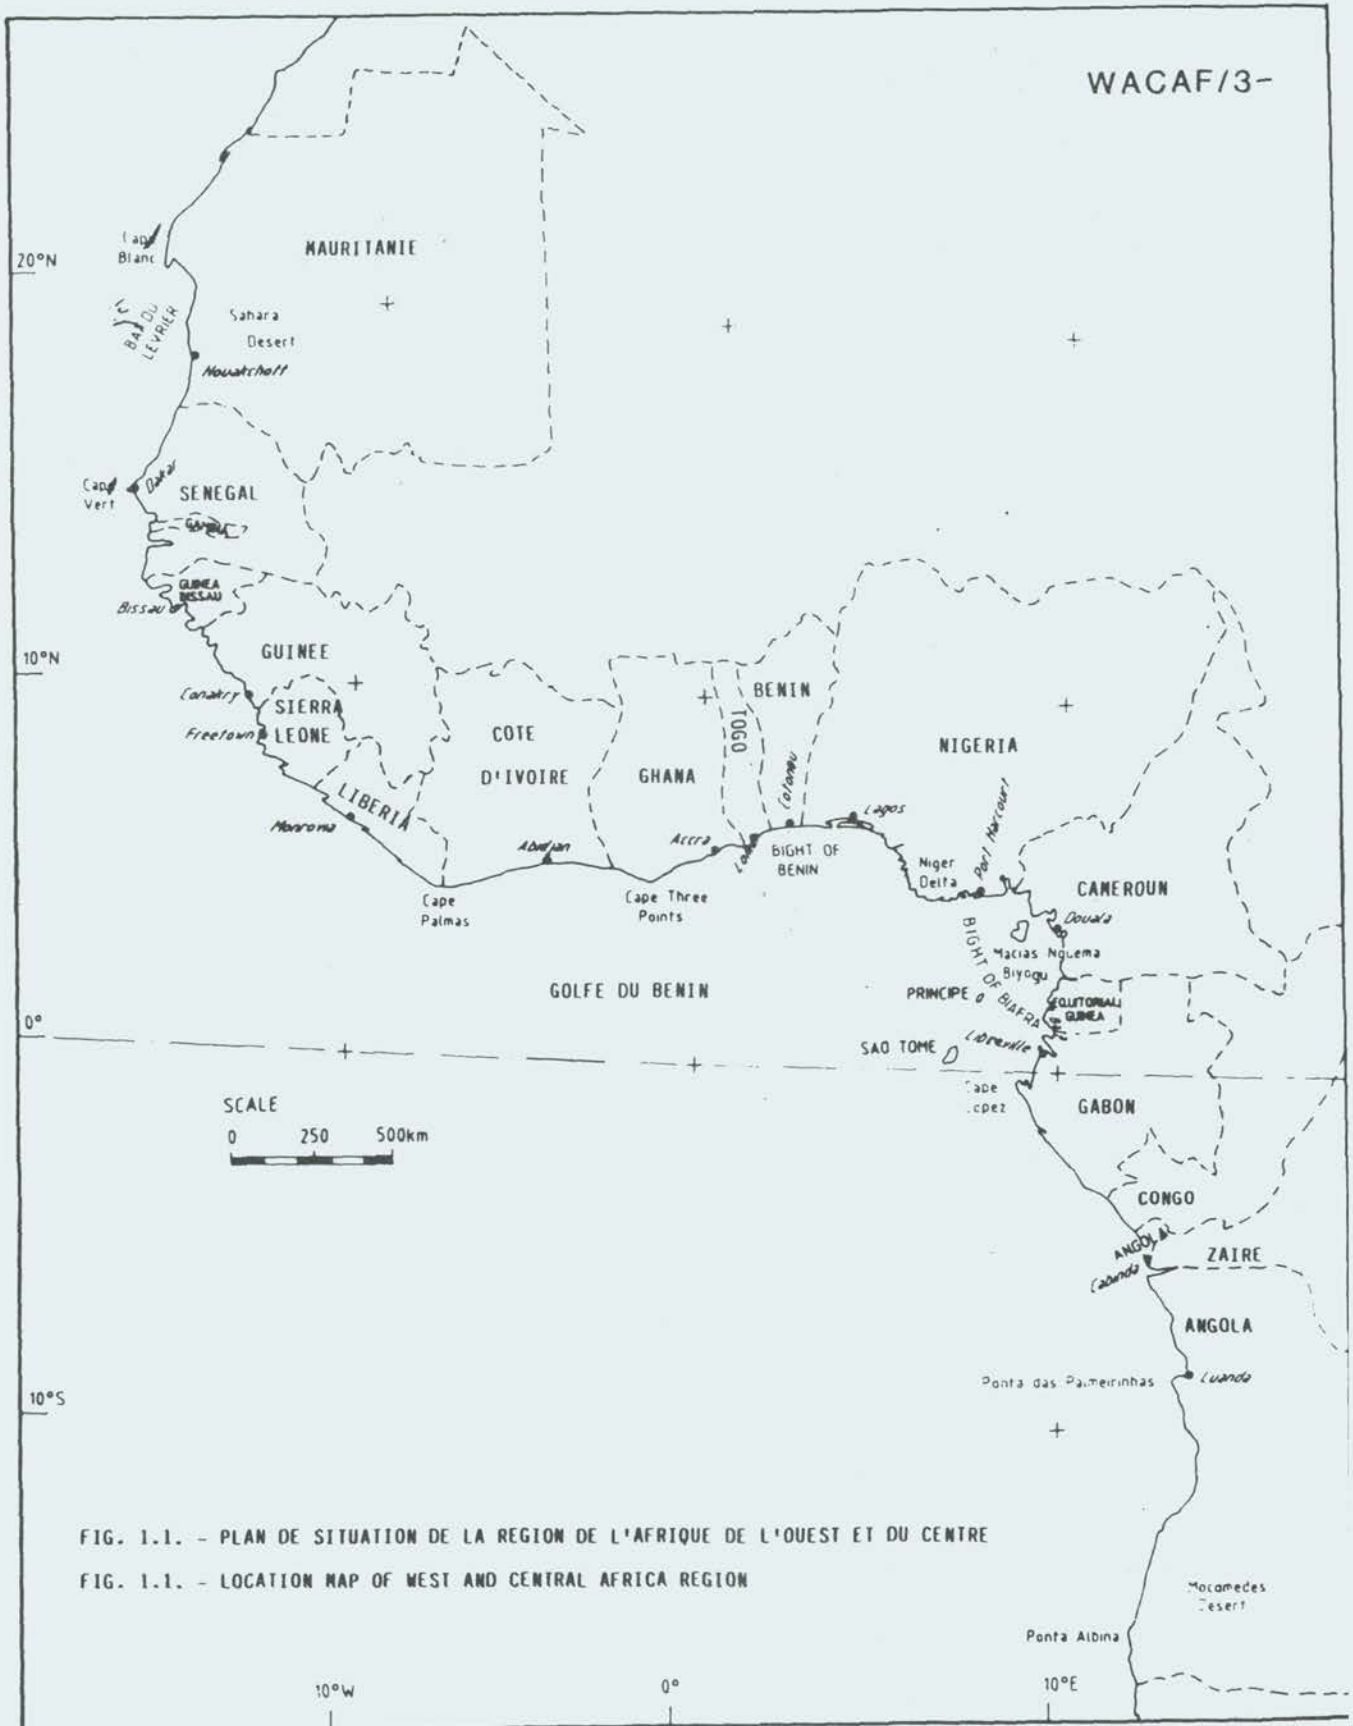 WACAF/3-
Blanc
MAURITANIE
20°N
BAI DU
LEVRIER
Sahara
Desert
Nouakchott
Cap
Vert
Dakar
SENEGAL
GUINEA
BISSAU
Bissau
10°N
GUINEE
Conakry
SIERRA
Freetown
LEONE
LIBERIA
Monrovia
COTE
D'IVOIRE
Abidjan
GHANA
Accra
TOGO
BENIN
Cotonou
Lagos
NIGERIA
Port Harcourt
BIGHT OF
BENIN
Niger
Delta
CAMEROUN
Douala
Cape
Palmas
Cape Three
Points
BIGHT OF BIAFRA
Macias Nguema
Biyogu
GOLFE DU BENIN
PRINCIPE
EQUITORIAL
GUINEA
0°
SAO TOME
Libreville
GABON
SCALE
0 250 500km
CONGO
ANGOLA
Cabinda
ZAIRE
ANGOLA
Ponta das Palmeirinhas
Luanda
10°S
FIG. 1.1. - PLAN DE SITUATION DE LA REGION DE L'AFRIQUE DE L'OUEST ET DU CENTRE
FIG. 1.1. - LOCATION MAP OF WEST AND CENTRAL AFRICA REGION
Mocamedes
Desert
Ponta Albina
10°W
0°
10°E